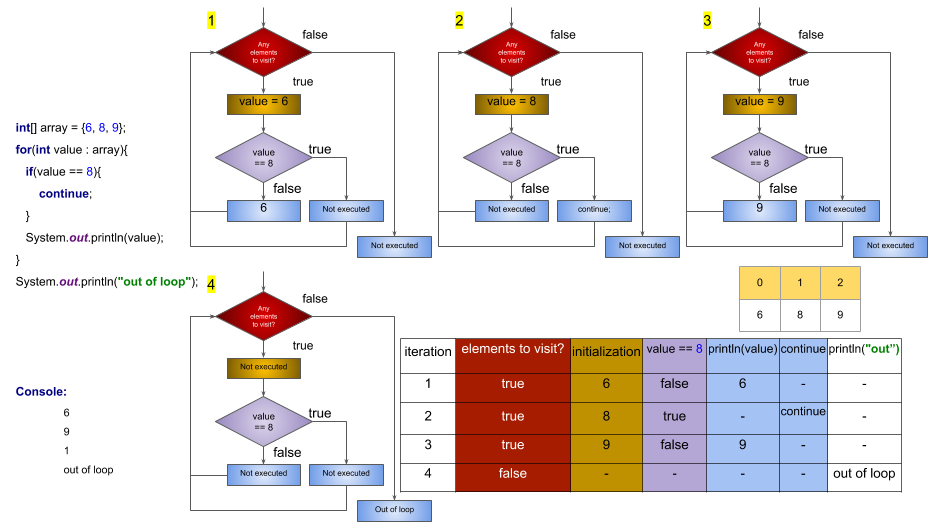 int[] array = {6, 8, 9};
for(int value : array){
if(value == 8){
continue;
}
System.out.println(value);
}
System.out.println("out of loop");
Console:
6
9
1
out of loop
1
false
Any
elements
to visit?
true
value = 6
value
== 8
true
false
6
Not executed
Not executed
2
false
Any
elements
to visit?
true
value = 8
value
== 8
true
false
Not executed
continue;
Not executed
3
false
Any
elements
to visit?
true
value = 9
value
== 8
true
false
9
Not executed
Not executed
4
false
Any
elements
to visit?
true
Not executed
value
== 8
true
false
Not executed
Not executed
Out of loop
0 1 2
6 8 9
iteration elements to visit? initialization value == 8 println(value) continue println("out”)
1 true 6 false 6 - -
2 true 8 true - continue -
3 true 9 false 9 - -
4 false - - - - out of loop